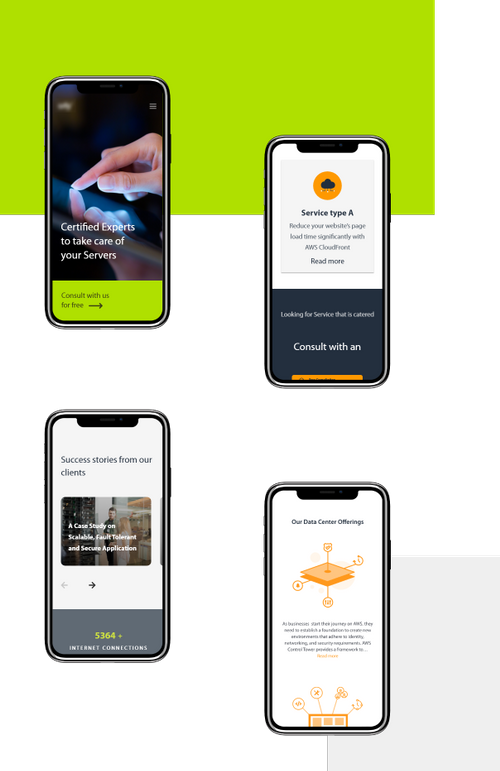 Certified Experts
to take care of
your Servers
Consult with us
for free
Service type A
Reduce your website's page
load time significantly with
AWS CloudFront
Read more
Looking for Service that is catered
Consult with an
Success stories from our
clients
A Case Study on
Scalable, Fault Tolerant
and Secure Application
5364 +
INTERNET CONNECTIONS
Our Data Center Offerings
As businesses start their journey on AWS, they
need to establish a foundation to create new
environments that adhere to identity,
networking, and security requirements. AWS
Control Tower provides a framework to...
Read more